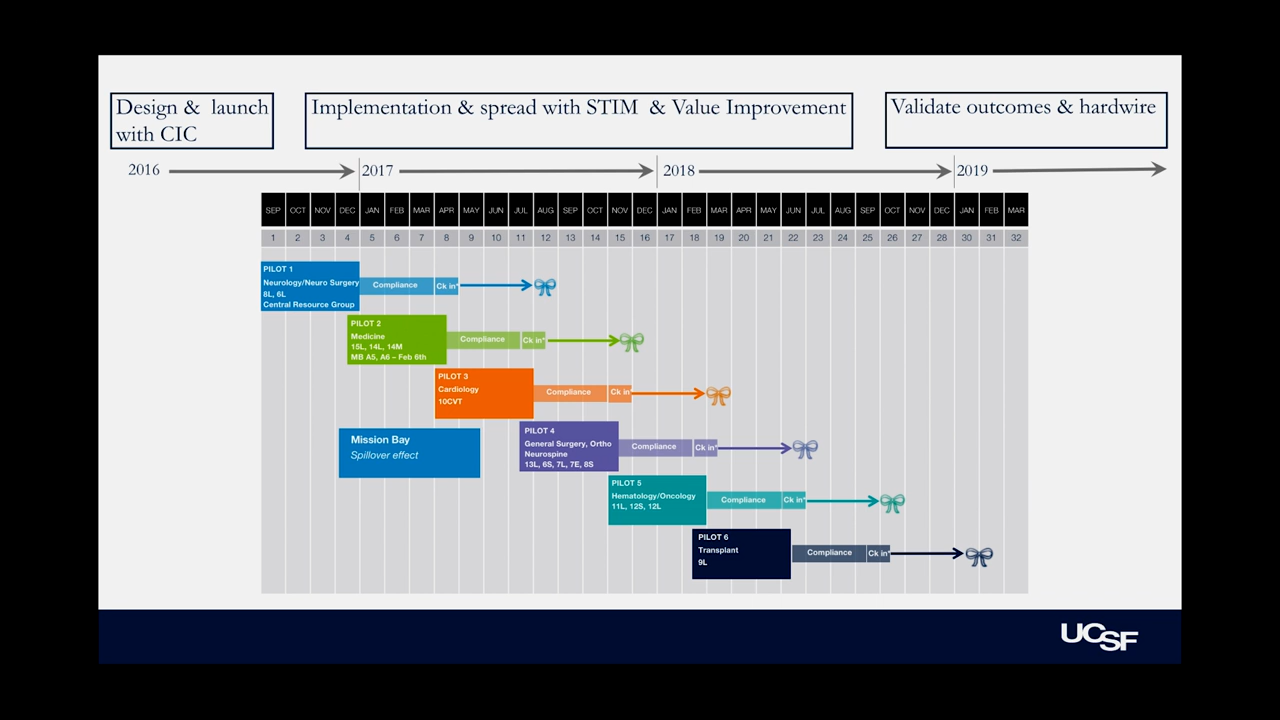 Design & launch
with CIC
Implementation & spread with STIM & Value Improvement
Validate outcomes & hardwire
2016
2017
2018
2019
SEP OCT NOV DEC JAN FEB MAR APR MAY JUN JUL AUG SEP OCT NOV DEC JAN FEB MAR APR MAY JUN JUL AUG SEP OCT NOV DEC JAN FEB MAR
1 2 3 4 5 6 7 8 9 10 11 12 13 14 15 16 17 18 19 20 21 22 23 24 25 26 27 28 30 31 32
PILOT 1
Neurology/Neuro Surgery
8L, 6L
Central Resource Group
Compliance
Ck in*
PILOT 2
Medicine
15L, 14L, 14M
MB A5, A6 – Feb 6th
Compliance
Ck in*
PILOT 3
Cardiology
10CVT
Compliance
Ck in*
Mission Bay
Spillover effect
PILOT 4
General Surgery, Ortho
Neurospine
13L, 6S, 7L, 7E, 8S
Compliance
Ck in*
PILOT 5
Hematology/Oncology
11L, 12S, 12L
Compliance
Ck in*
PILOT 6
Transplant
9L
Compliance
Ck in*
UCSF